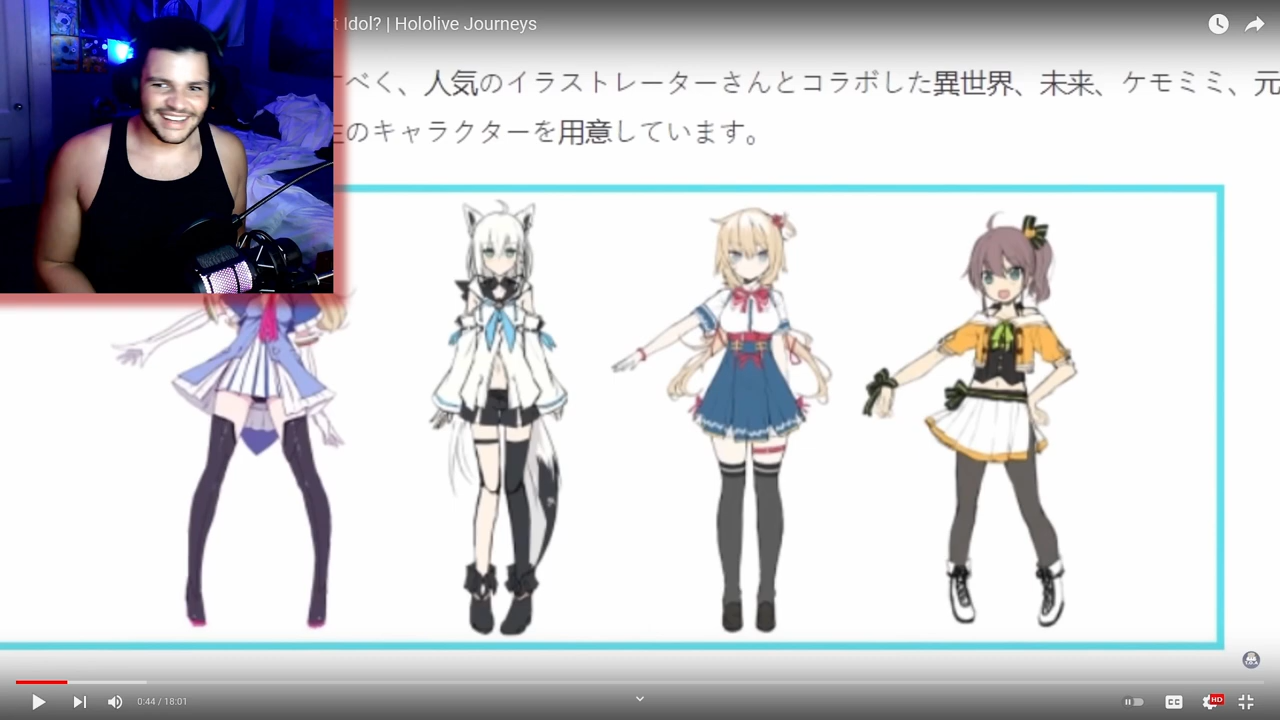 t Idol? | Hololive Journeys
べく、人気のイラストレーターさんとコラボした異世界、未来、ケモミミ、元
のキャラクターを用意しています。
0:44 / 18:01
CC
HD